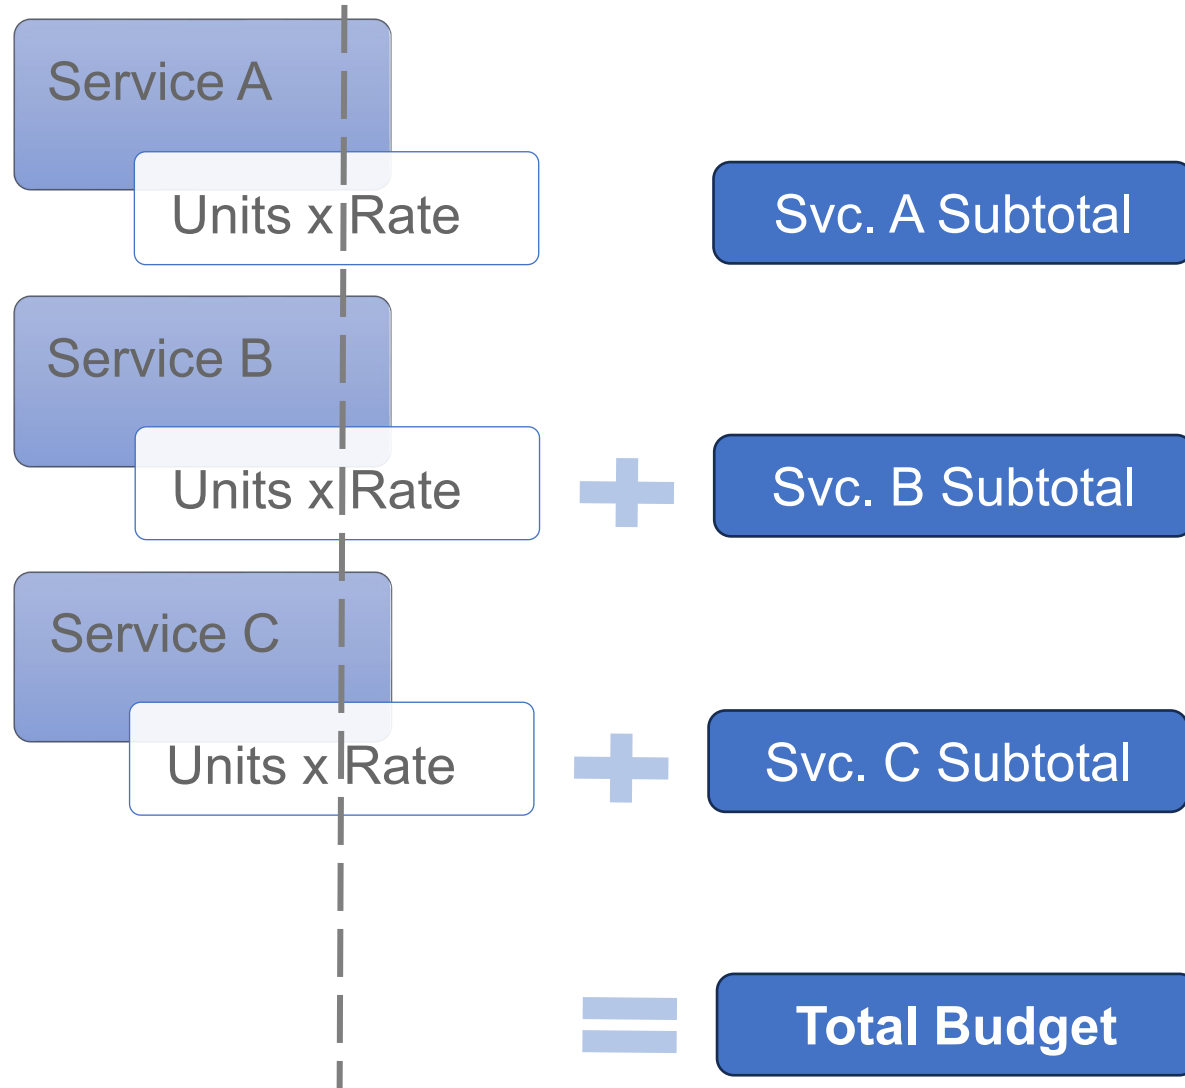 Service A
Units x Rate
Svc. A Subtotal
Service B
Units x Rate
+
Svc. B Subtotal
Service C
Units x Rate
+
Svc. C Subtotal
=
Total Budget